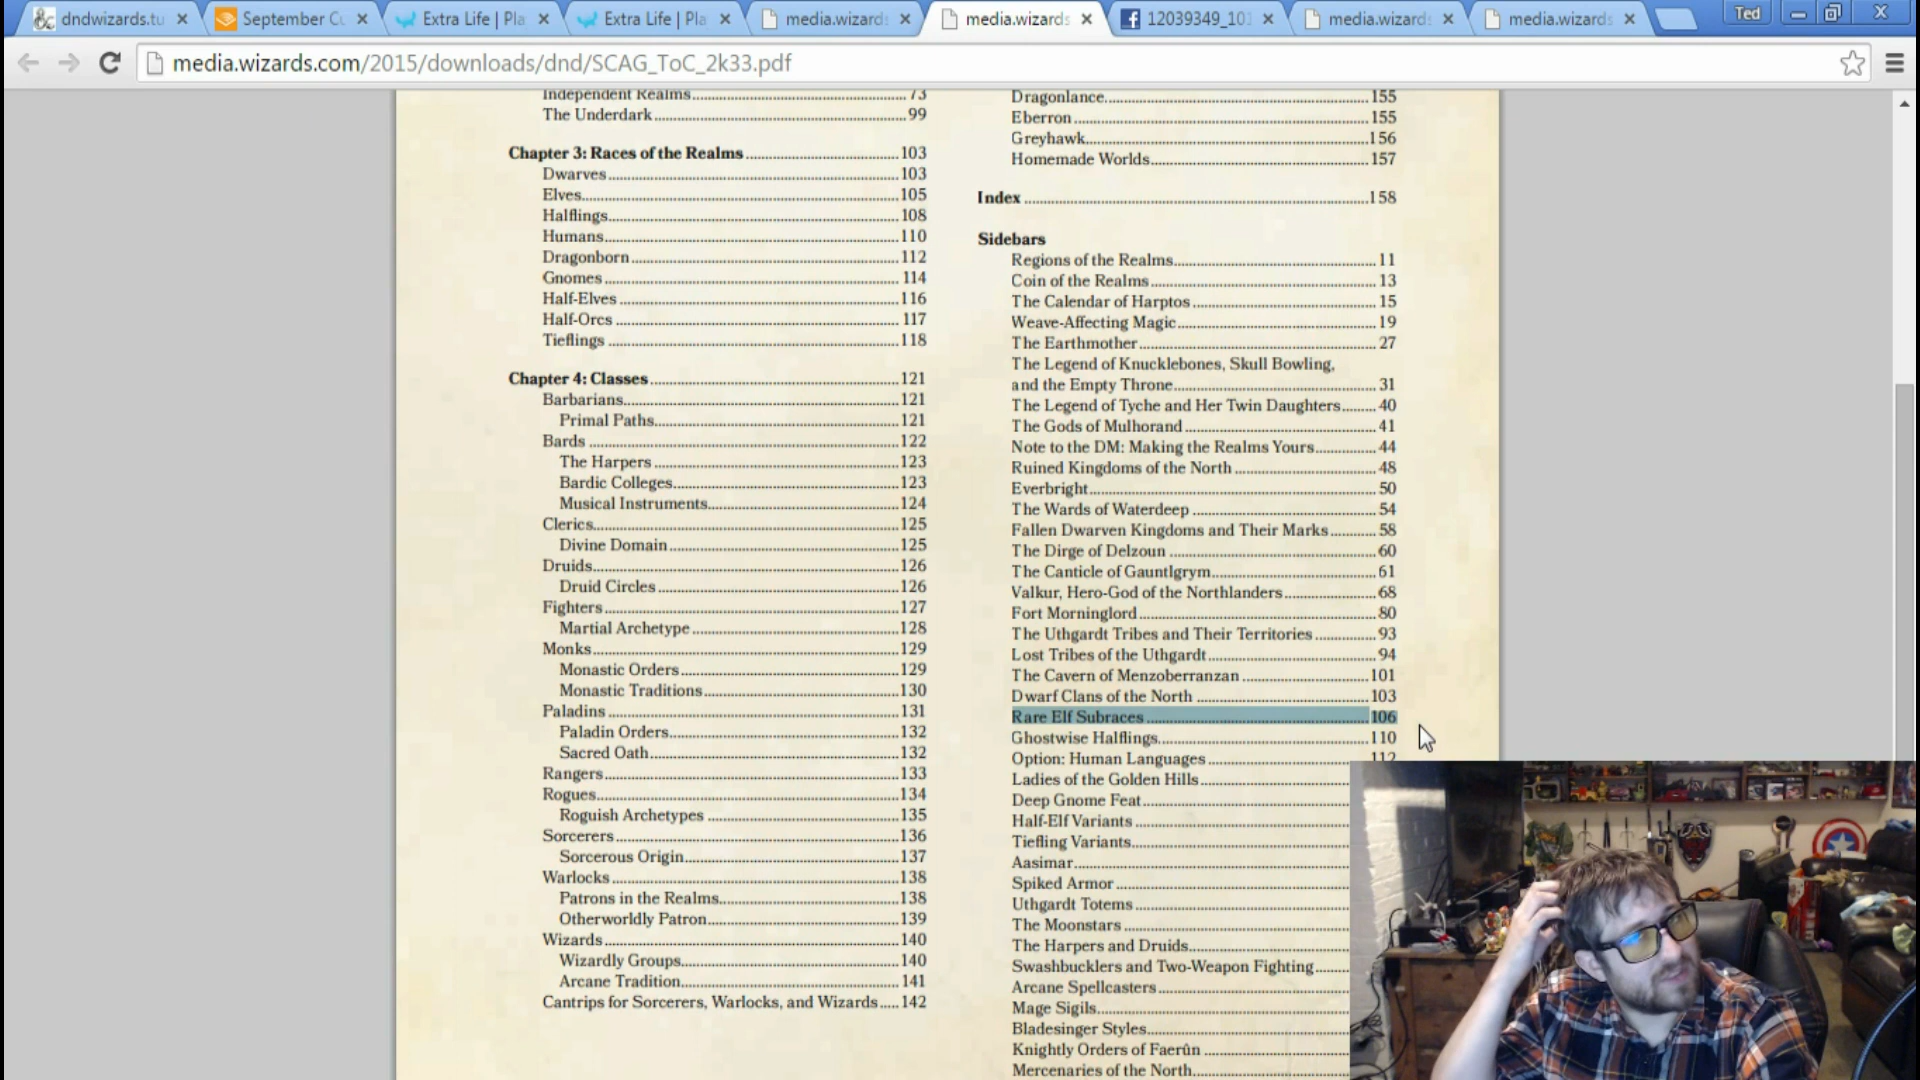 dndwizards.tu
September Cu
Extra Life | Pla
Extra Life | Pla
media.wizards
media.wizards
12039349_10
media.wizards
media.wizards
Ted
media.wizards.com/2015/downloads/dnd/SCAG_ToC_2k33.pdf
Independent Realms 73
The Underdark 99
Chapter 3: Races of the Realms 103
Dwarves 103
Elves 105
Halflings 108
Humans 110
Dragonborn 112
Gnomes 114
Half-Elves 116
Half-Orcs 117
Tieflings 118
Chapter 4: Classes 121
Barbarians 121
Primal Paths 121
Bards 122
The Harpers 123
Bardic Colleges 123
Musical Instruments 124
Clerics 125
Divine Domain 125
Druids 126
Druid Circles 126
Fighters 127
Martial Archetype 128
Monks 129
Monastic Orders 129
Monastic Traditions 130
Paladins 131
Paladin Orders 132
Sacred Oath 132
Rangers 133
Rogues 134
Roguish Archetypes 135
Sorcerers 136
Sorcerous Origin 137
Warlocks 138
Patrons in the Realms 138
Otherworldly Patron 139
Wizards 140
Wizardly Groups 140
Arcane Tradition 141
Cantrips for Sorcerers, Warlocks, and Wizards 142
Dragonlance 155
Eberron 155
Greyhawk 156
Homemade Worlds 157
Index 158
Sidebars
Regions of the Realms 11
Coin of the Realms 13
The Calendar of Harptos 15
Weave-Affecting Magic 19
The Earthmother 27
The Legend of Knucklebones, Skull Bowling,
and the Empty Throne 31
The Legend of Tyche and Her Twin Daughters 40
The Gods of Mulhorand 41
Note to the DM: Making the Realms Yours 44
Ruined Kingdoms of the North 48
Everbright 50
The Wards of Waterdeep 54
Fallen Dwarven Kingdoms and Their Marks 58
The Dirge of Delzoun 60
The Canticle of Gauntlgrym 61
Valkur, Hero-God of the Northlanders 68
Fort Morninglord 80
The Uthgardt Tribes and Their Territories 93
Lost Tribes of the Uthgardt 94
The Cavern of Menzoberranzan 101
Dwarf Clans of the North 103
Rare Elf Subraces 106
Ghostwise Halflings 110
Option: Human Languages 112
Ladies of the Golden Hills
Deep Gnome Feat
Half-Elf Variants
Tiefling Variants
Aasimar
Spiked Armor
Uthgardt Totems
The Moonstars
The Harpers and Druids
Swashbucklers and Two-Weapon Fighting
Arcane Spellcasters
Mage Sigils
Bladesinger Styles
Knightly Orders of Faerûn
Mercenaries of the North